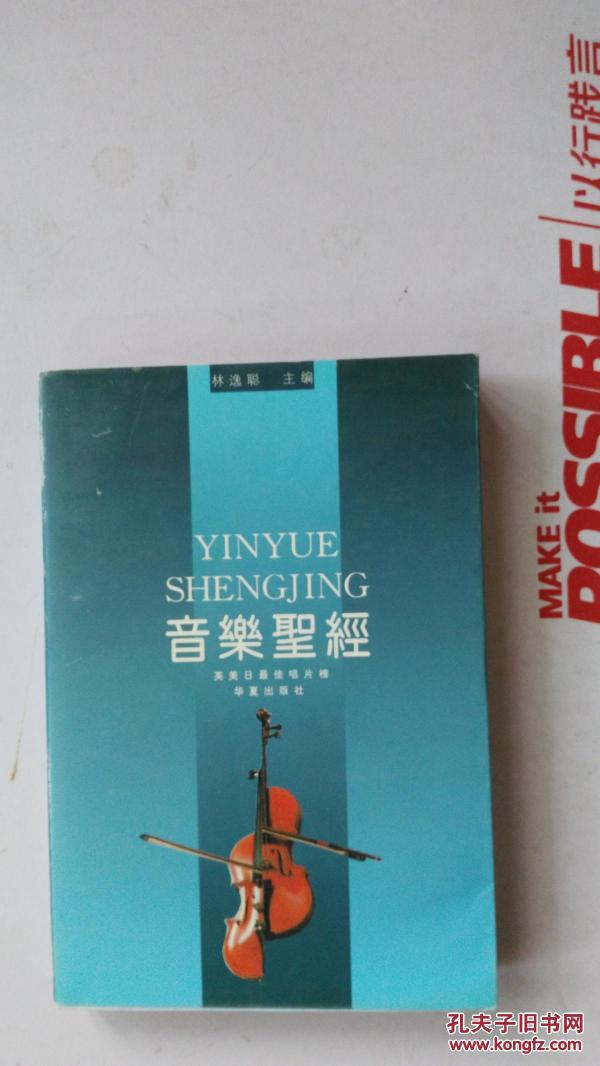 林逸聪 主编
YINYUE
SHENGJING
音樂聖經
英美日最佳唱片榜
华夏出版社
MAKE it
POSSIBLE
以行践言
孔夫子旧书网
www.kongfz.com